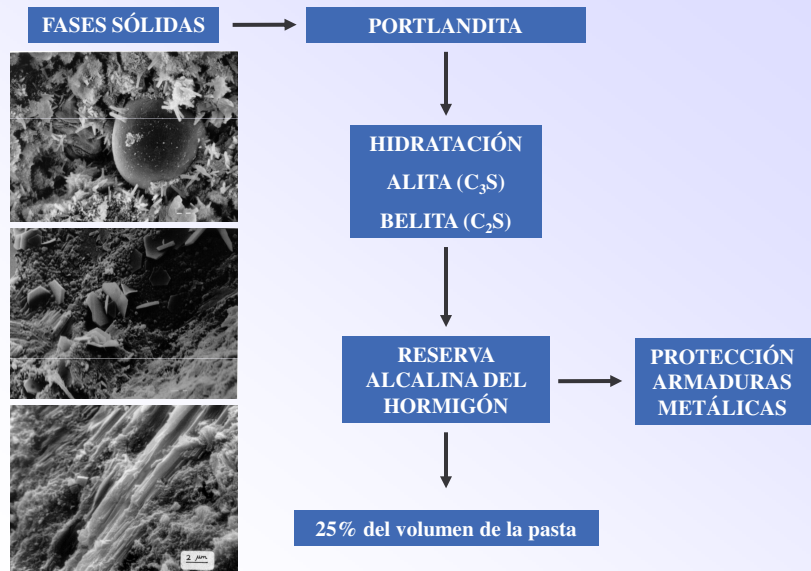 FASES SÓLIDAS
PORTLANDITA
HIDRATACIÓN
ALITA (C₃S)
BELITA (C₂S)
RESERVA
ALCALINA DEL
HORMIGÓN
PROTECCIÓN
ARMADURAS
METÁLICAS
25% del volumen de la pasta
2 μm